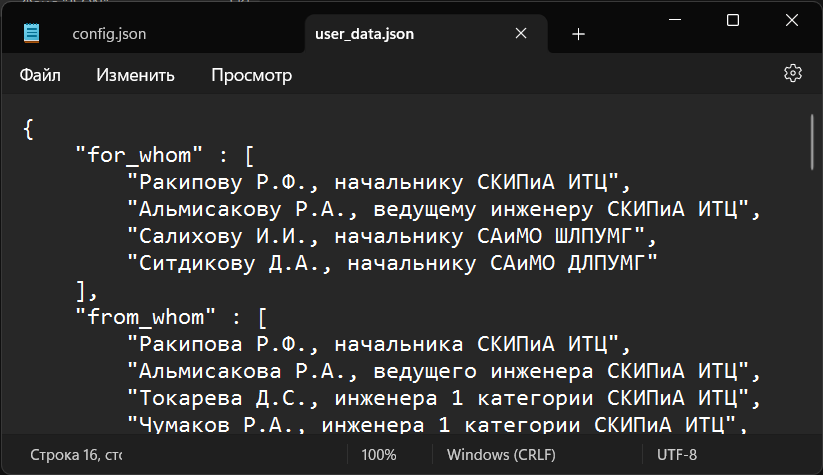 config.json
user_data.json
Файл Изменить Просмотр
{
"for_whom" : [
"Ракипову Р.Ф., начальнику СКИПиА ИТЦ",
"Альмисакову Р.А., ведущему инженеру СКИПиА ИТЦ",
"Салихову И.И., начальнику САиМО ШЛПУМГ",
"Ситдикову Д.А., начальнику САиМО ДЛПУМГ"
],
"from_whom" : [
"Ракипова Р.Ф., начальника СКИПиА ИТЦ",
"Альмисакова Р.А., ведущего инженера СКИПиА ИТЦ",
"Токарева Д.С., инженера 1 категории СКИПиА ИТЦ",
"Чумаков Р.А., инженера 1 категории СКИПиА ИТЦ",
Строка 16, 100% Windows (CRLF) UTF-8